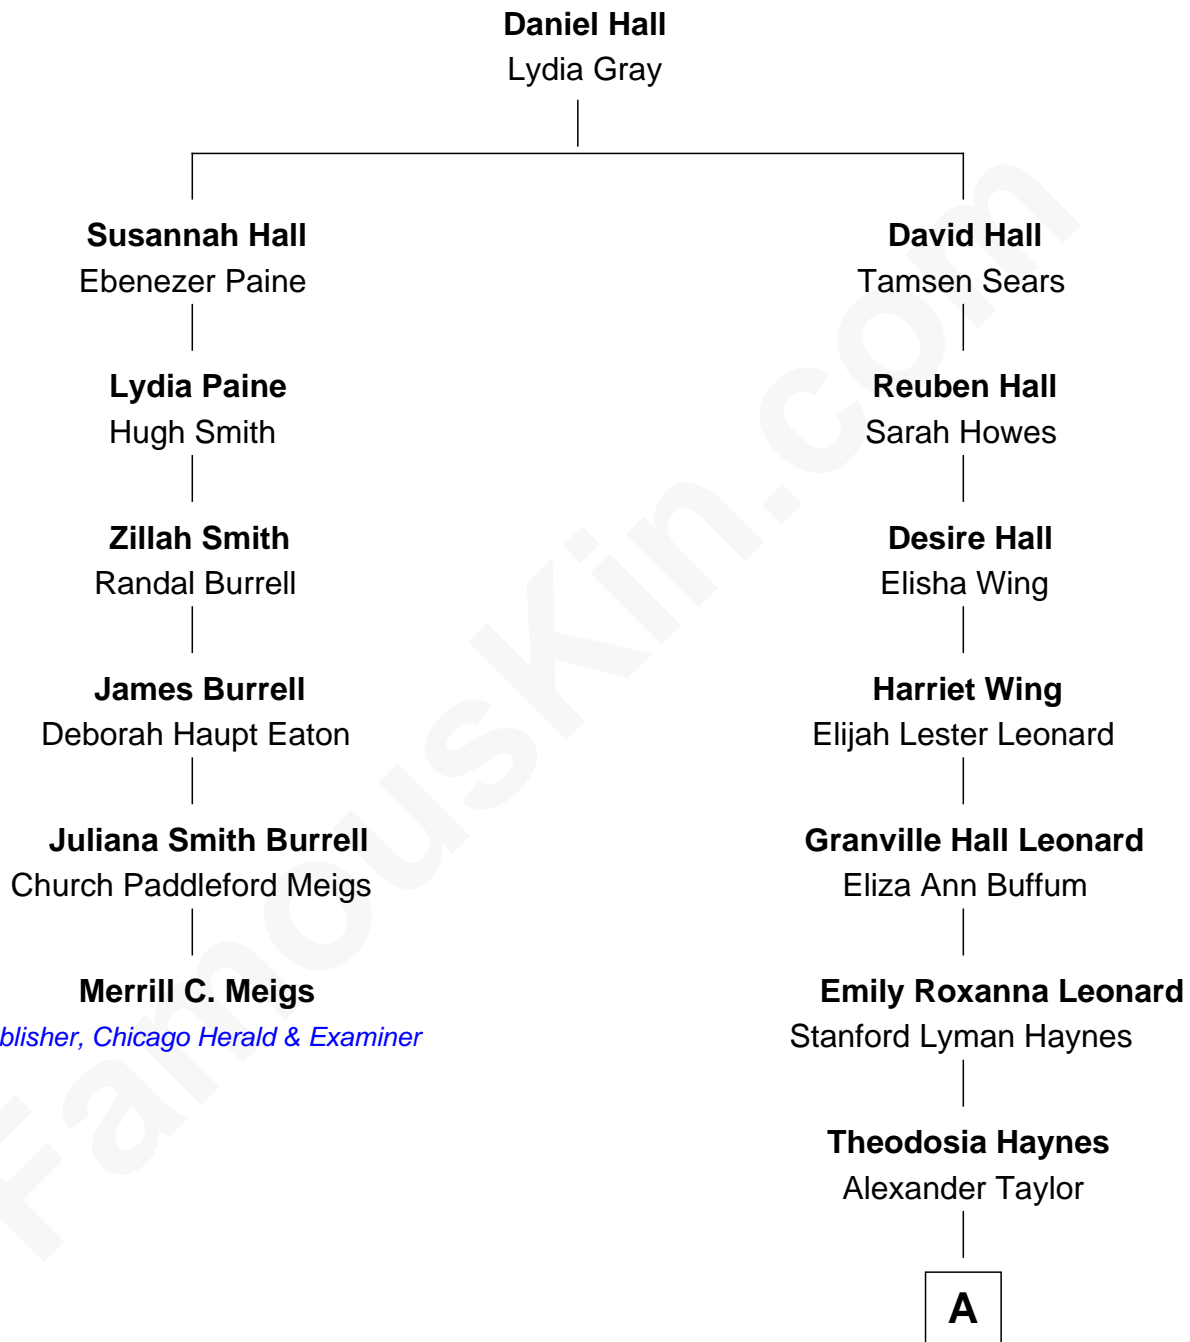 Daniel Hall
Lydia Gray
Susannah Hall
Ebenezer Paine
David Hall
Tamsen Sears
Lydia Paine
Hugh Smith
Reuben Hall
Sarah Howes
Zillah Smith
Randal Burrell
Desire Hall
Elisha Wing
James Burrell
Deborah Haupt Eaton
Harriet Wing
Elijah Lester Leonard
Juliana Smith Burrell
Church Paddleford Meigs
Granville Hall Leonard
Eliza Ann Buffum
Merrill C. Meigs
blisher, Chicago Herald & Examiner
Emily Roxanna Leonard
Stanford Lyman Haynes
Theodosia Haynes
Alexander Taylor
A
FamousKin.com